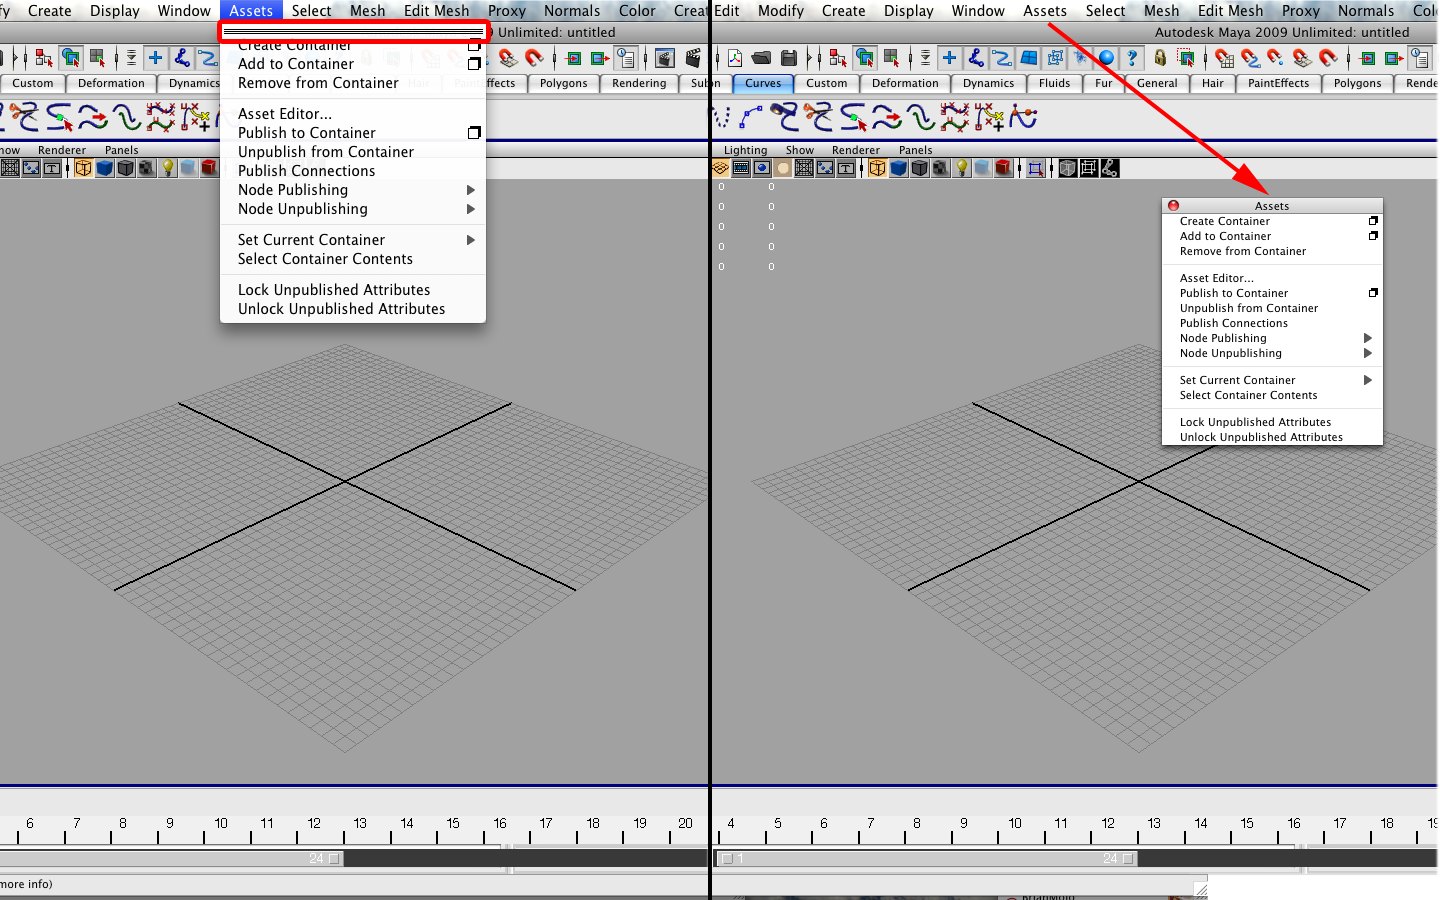 Create Display Window Assets Select Mesh Edit Mesh Proxy Normals Color
Unlimited: untitled
Create Container
Add to Container
Remove from Container
Asset Editor...
Publish to Container
Unpublish from Container
Publish Connections
Node Publishing
Node Unpublishing
Set Current Container
Select Container Contents
Lock Unpublished Attributes
Unlock Unpublished Attributes
Custom Deformation Dynamics Hair Polygons Rendering
Renderer Panels
6 7 8 9 10 11 12 13 14 15 16 17 18 19 20
24
more info)
Edit Modify Create Display Window Assets Select Mesh Edit Mesh Proxy Normals
Autodesk Maya 2009 Unlimited: untitled
Curves Custom Deformation Dynamics Fluids Fur General Hair PaintEffects Polygons
Lighting Show Renderer Panels
0 0
0 0
0 0
0 0
0 0
Assets
Create Container
Add to Container
Remove from Container
Asset Editor...
Publish to Container
Unpublish from Container
Publish Connections
Node Publishing
Node Unpublishing
Set Current Container
Select Container Contents
Lock Unpublished Attributes
Unlock Unpublished Attributes
4 5 6 7 8 9 10 11 12 13 14 15 16 17 18
1 24